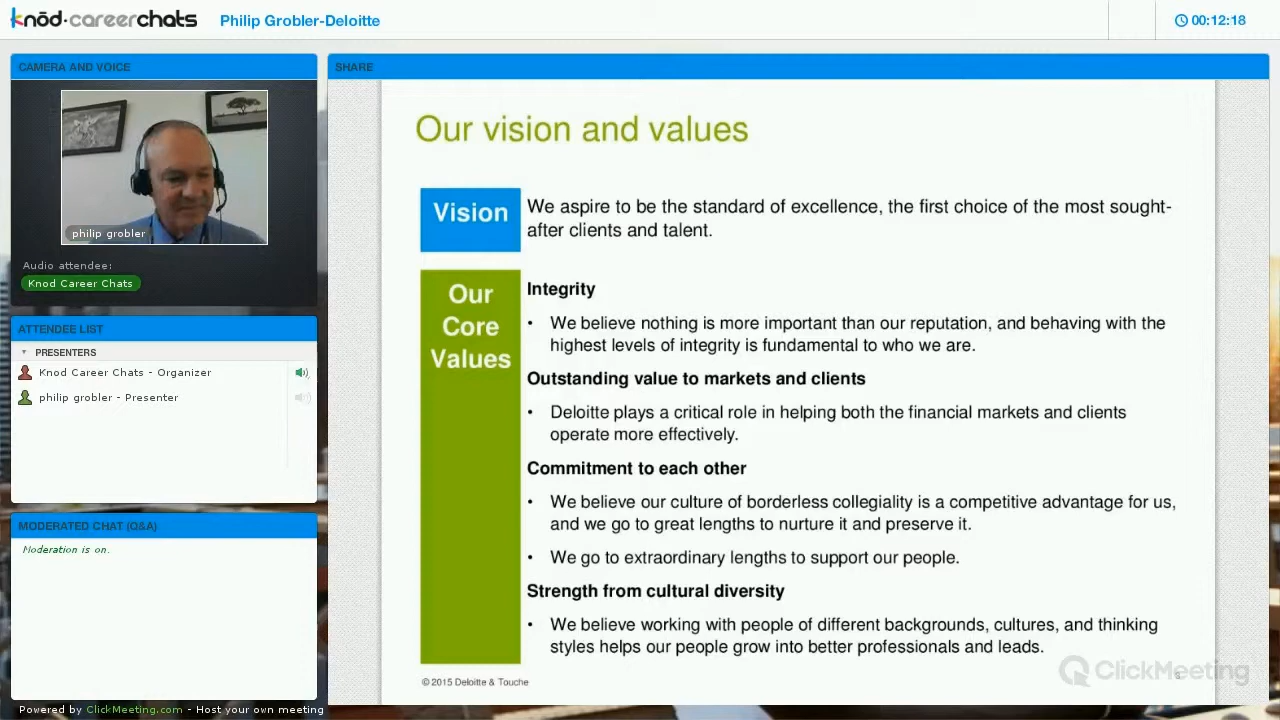 knōd·careerchats
Philip Grobler-Deloitte
00:12:18
CAMERA AND VOICE
philip grobler
Audio attendee:
Knod Career Chats
ATTENDEE LIST
PRESENTERS
Knod Career Chats - Organizer
philip grobler - Presenter
MODERATED CHAT (Q&A)
Moderation is on.
Powered by ClickMeeting.com - Host your own meeting
SHARE
Our vision and values
Vision
We aspire to be the standard of excellence, the first choice of the most sought-
after clients and talent.
Our
Core
Values
Integrity
• We believe nothing is more important than our reputation, and behaving with the
highest levels of integrity is fundamental to who we are.
Outstanding value to markets and clients
• Deloitte plays a critical role in helping both the financial markets and clients
operate more effectively.
Commitment to each other
• We believe our culture of borderless collegiality is a competitive advantage for us,
and we go to great lengths to nurture it and preserve it.
• We go to extraordinary lengths to support our people.
Strength from cultural diversity
• We believe working with people of different backgrounds, cultures, and thinking
styles helps our people grow into better professionals and leads.
© 2015 Deloitte & Touche
ClickMeeting